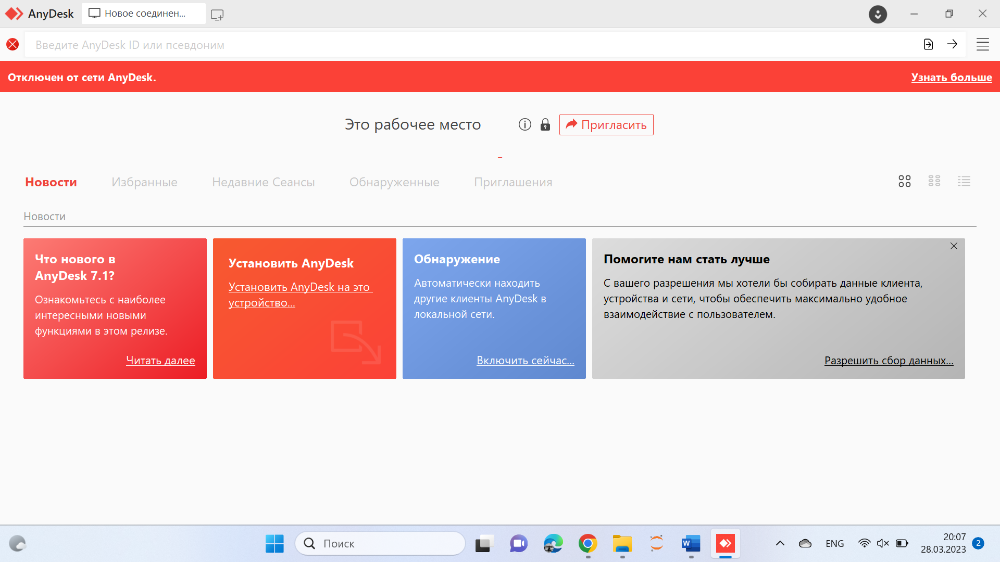 AnyDesk
Новое соединен...
Введите AnyDesk ID или псевдоним
Отключен от сети AnyDesk.
Узнать больше
Это рабочее место
Пригласить
-
Новости
Избранные
Недавние Сеансы
Обнаруженные
Приглашения
Новости
Что нового в
AnyDesk 7.1?
Ознакомьтесь с наиболее
интересными новыми
функциями в этом релизе.
Читать далее
Установить AnyDesk
Установить AnyDesk на это
устройство...
Обнаружение
Автоматически находить
другие клиенты AnyDesk в
локальной сети.
Включить сейчас...
Помогите нам стать лучше
С вашего разрешения мы хотели бы собирать данные клиента,
устройства и сети, чтобы обеспечить максимально удобное
взаимодействие с пользователем.
Разрешить сбор данных...
Поиск
W
ENG
20:07
28.03.2023
2